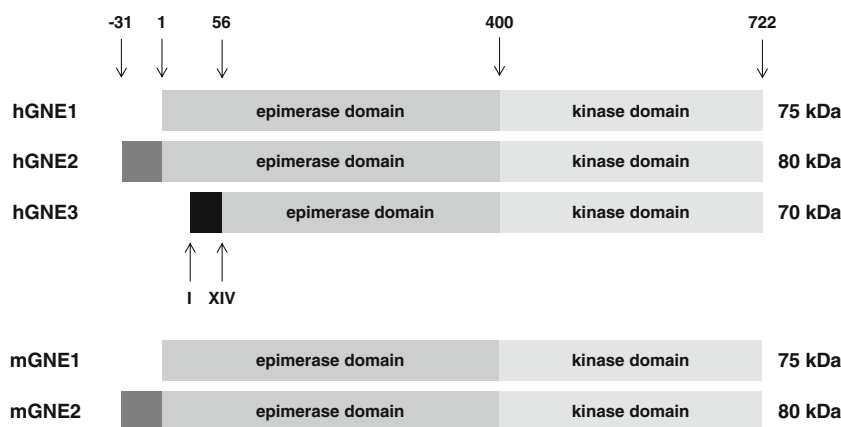 -31 1 56 400 722
hGNE1 epimerase domain kinase domain 75 kDa
hGNE2 epimerase domain kinase domain 80 kDa
hGNE3 epimerase domain kinase domain 70 kDa
I XIV
mGNE1 epimerase domain kinase domain 75 kDa
mGNE2 epimerase domain kinase domain 80 kDa